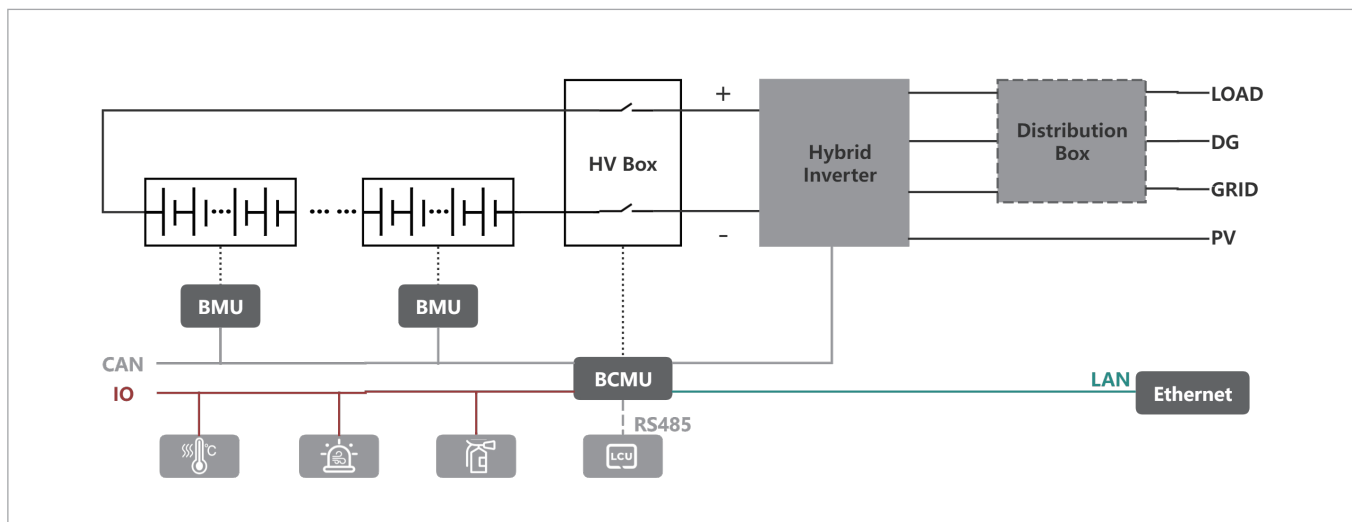 +
LOAD
Distribution
Box
DG
Hybrid
Inverter
HV Box
GRID
–
PV
BMU
BMU
CAN
BCMU
LAN
IO
Ethernet
RS485
°C
LCU